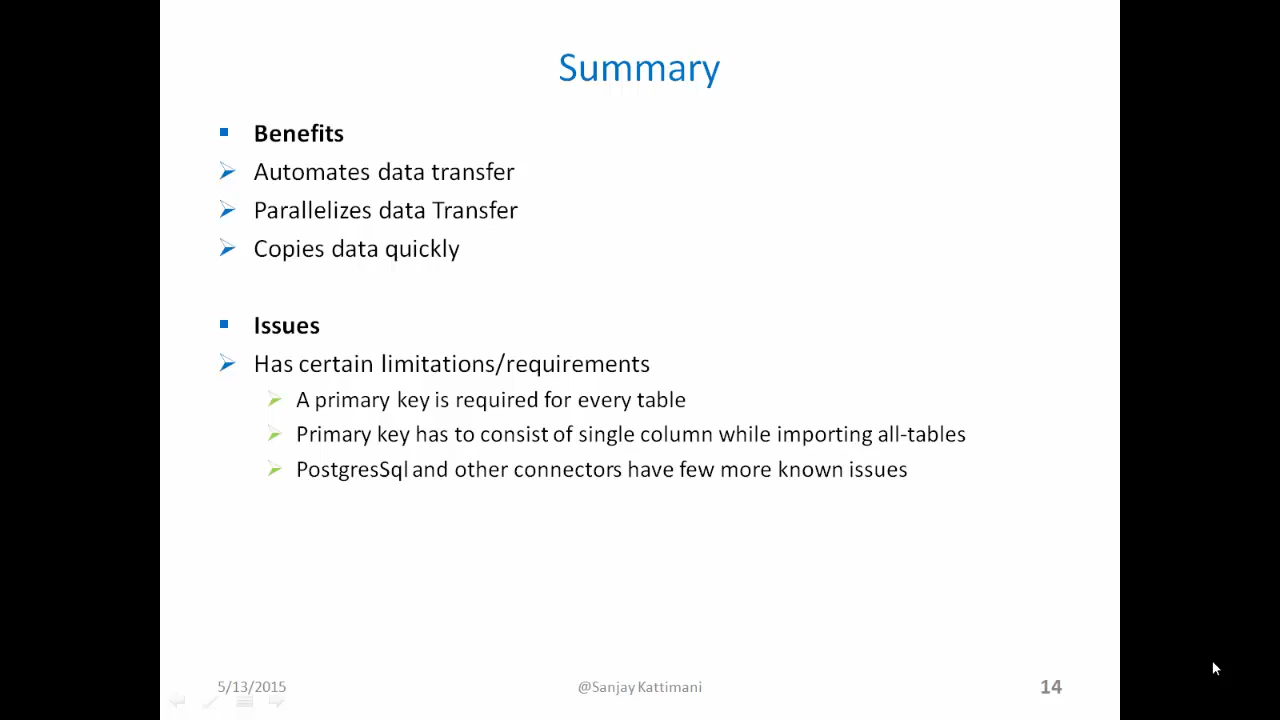 Summary
Benefits
Automates data transfer
Parallelizes data Transfer
Copies data quickly
Issues
Has certain limitations/requirements
A primary key is required for every table
Primary key has to consist of single column while importing all-tables
PostgresSql and other connectors have few more known issues
5/13/2015
@Sanjay Kattimani
14